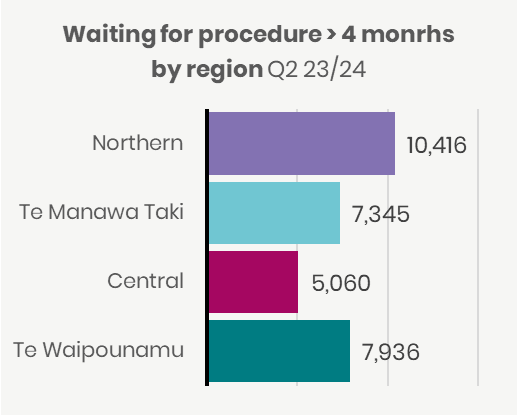 Waiting for procedure > 4 monrhs
by region Q2 23/24
Northern 10,416
Te Manawa Taki 7,345
Central 5,060
Te Waipounamu 7,936